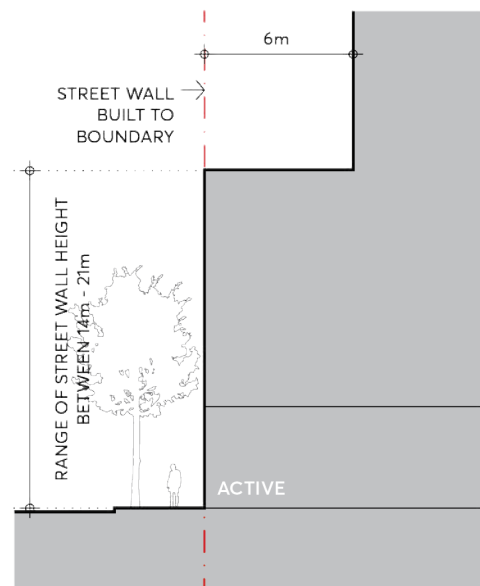 6m
STREET WALL
BUILT TO
BOUNDARY
RANGE OF STREET WALL HEIGHT
BETWEEN 14m - 21m
ACTIVE